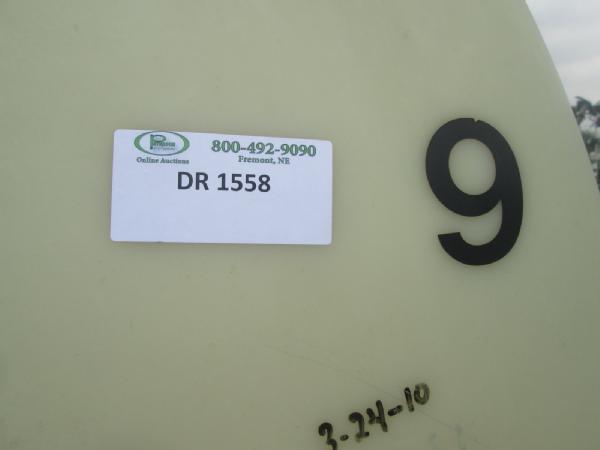 800-492-9090
Online Auctions
Fremont, NE
DR 1558
9
3-24-10